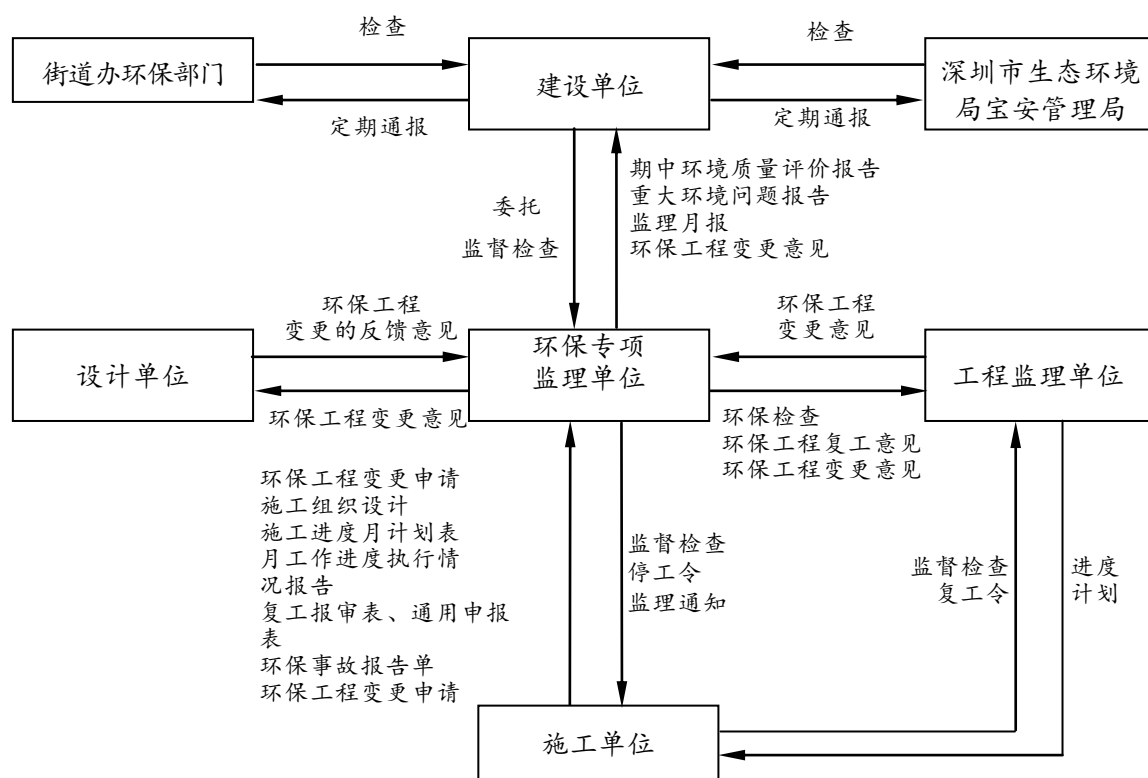 检查
检查
街道办环保部门
建设单位
深圳市生态环境
局宝安管理局
定期通报
定期通报
委托
监督检查
期中环境质量评价报告
重大环境问题报告
监理月报
环保工程变更意见
环保工程
变更的反馈意见
环保工程
变更意见
设计单位
环保专项
监理单位
工程监理单位
环保工程变更意见
环保检查
环保工程复工意见
环保工程变更意见
环保工程变更申请
施工组织设计
施工进度月计划表
月工作进度执行情
况报告
复工报审表、通用申报
表
环保事故报告单
环保工程变更申请
监督检查
停工令
监理通知
监督检查
复工令
进度
计划
施工单位